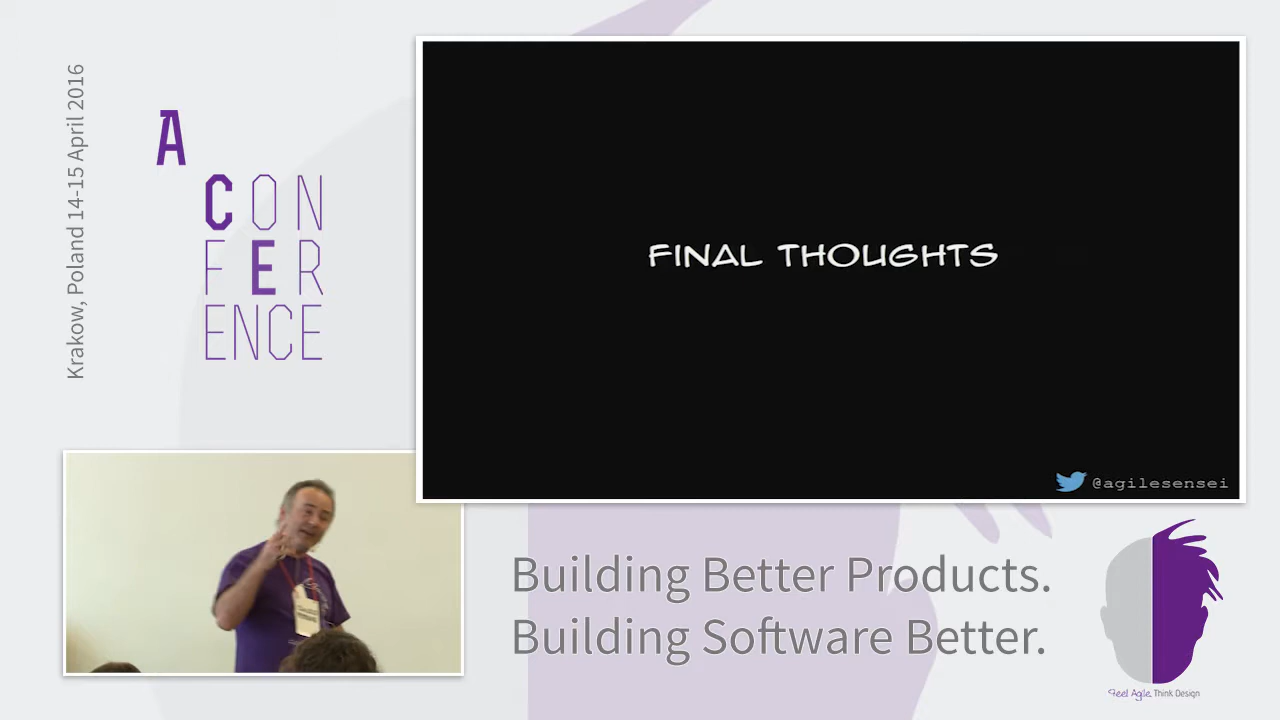 Krakow, Poland 14-15 April 2016
A
CON
FER
ENCE
FINAL THOUGHTS
@agilesensei
Building Better Products.
Building Software Better.
Feel Agile. Think Design